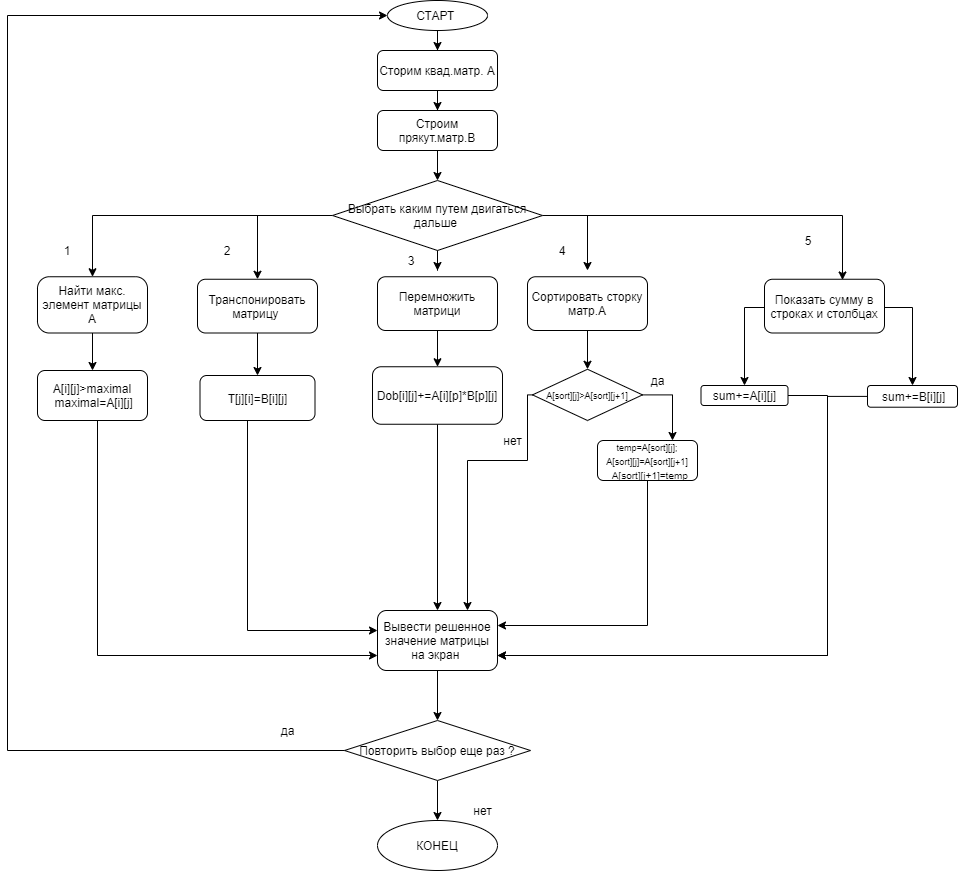 СТАРТ
Сторим квад.матр. А
Строим
прякут.матр.В
Выбрать каким путем двигаться
дальше
1
2
3
4
5
Найти макс.
элемент матрицы
А
Транспонировать
матрицу
Перемножить
матрици
Сортировать сторку
матр.А
Показать сумму в
строках и столбцах
A[i][j]>maximal
maximal=A[i][j]
T[j][i]=B[i][j]
Dob[i][j]+=A[i][p]*B[p][j]
A[sort][j]>A[sort][j+1]
да
нет
sum+=A[i][j]
sum+=B[i][j]
temp=A[sort][j];
A[sort][j]=A[sort][j+1]
A[sort][j+1]=temp
Вывести решенное
значение матрицы
на экран
да
Повторить выбор еще раз ?
нет
КОНЕЦ